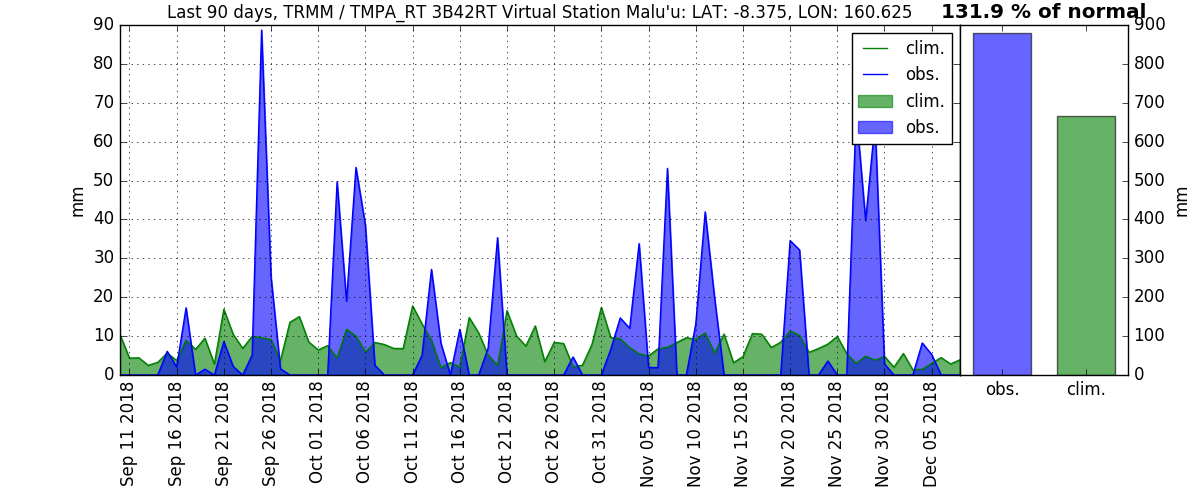 Last 90 days, TRMM / TMPA_RT 3B42RT Virtual Station Malu'u: LAT: -8.375, LON: 160.625
131.9 % of normal
90
80
70
60
50
40
30
20
10
0
mm
clim.
obs.
clim.
obs.
Sep 11 2018
Sep 16 2018
Sep 21 2018
Sep 26 2018
Oct 01 2018
Oct 06 2018
Oct 11 2018
Oct 16 2018
Oct 21 2018
Oct 26 2018
Oct 31 2018
Nov 05 2018
Nov 10 2018
Nov 15 2018
Nov 20 2018
Nov 25 2018
Nov 30 2018
Dec 05 2018
900
800
700
600
500
400
300
200
100
0
mm
obs.
clim.